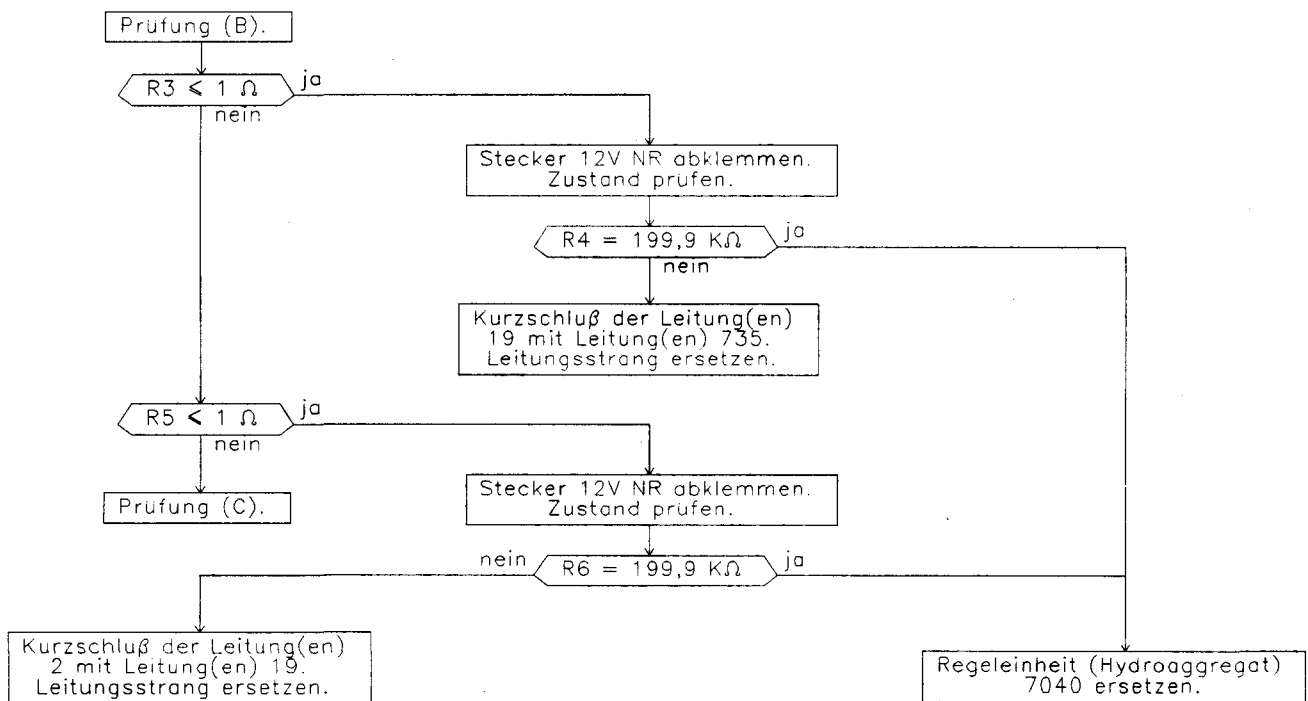 Prüfung (B).
R3 < 1 Ω
ja
nein
Stecker 12V NR abklemmen.
Zustand prüfen.
R4 = 199,9 KΩ
ja
nein
Kurzschluß der Leitung(en)
19 mit Leitung(en) 735.
Leitungsstrang ersetzen.
R5 < 1 Ω
ja
nein
Stecker 12V NR abklemmen.
Zustand prüfen.
Prüfung (C).
nein
R6 = 199,9 KΩ
ja
Kurzschluß der Leitung(en)
2 mit Leitung(en) 19.
Leitungsstrang ersetzen.
Regeleinheit (Hydroaggregat)
7040 ersetzen.